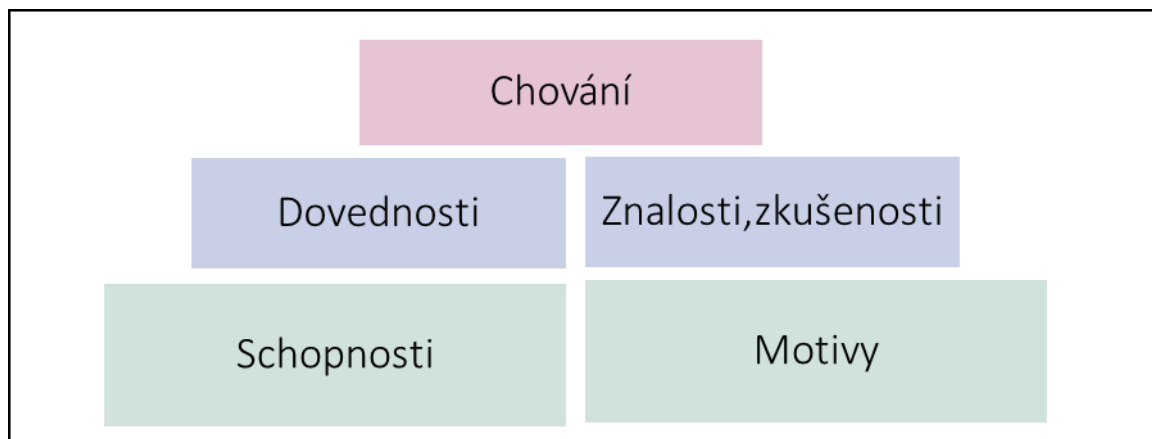 Chování
Dovednosti
Znalosti,zkušenosti
Schopnosti
Motivy